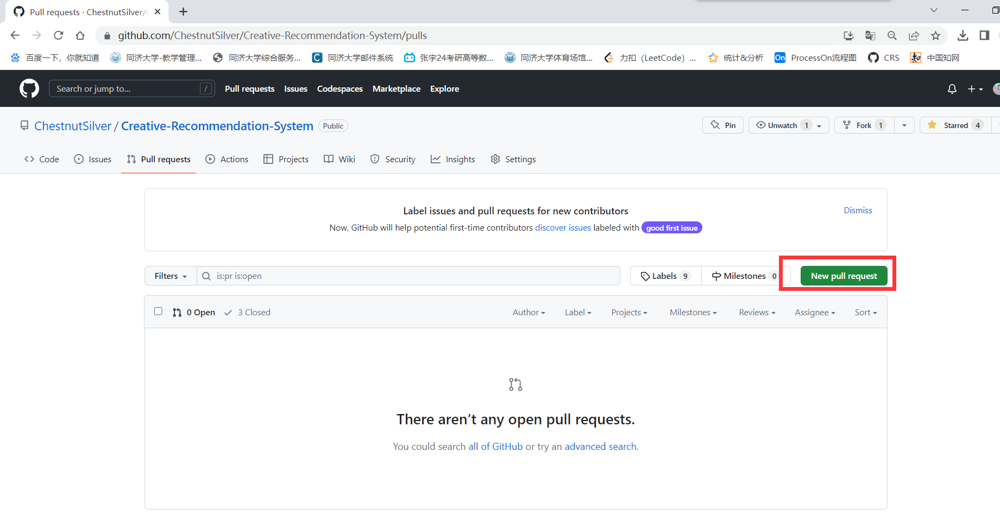 Pull requests · ChestnutSilver/
github.com/ChestnutSilver/Creative-Recommendation-System/pulls
百度一下，你就知道 同济大学-教学管理... 同济大学综合服务... 同济大学邮件系统 张宇24考研高等数... 同济大学体育场馆... 力扣（LeetCode）... 统计&分析 On ProcessOn流程图 CRS 中国知网
Search or jump to... / Pull requests Issues Codespaces Marketplace Explore
ChestnutSilver / Creative-Recommendation-System Public Pin Unwatch 1 Fork 1 Starred 4
Code Issues Pull requests Actions Projects Wiki Security Insights Settings
Label issues and pull requests for new contributors
Dismiss
Now, GitHub will help potential first-time contributors discover issues labeled with good first issue
Filters is:pr is:open Labels 9 Milestones 0 New pull request
0 Open 3 Closed Author Label Projects Milestones Reviews Assignee Sort
There aren’t any open pull requests.
You could search all of GitHub or try an advanced search.